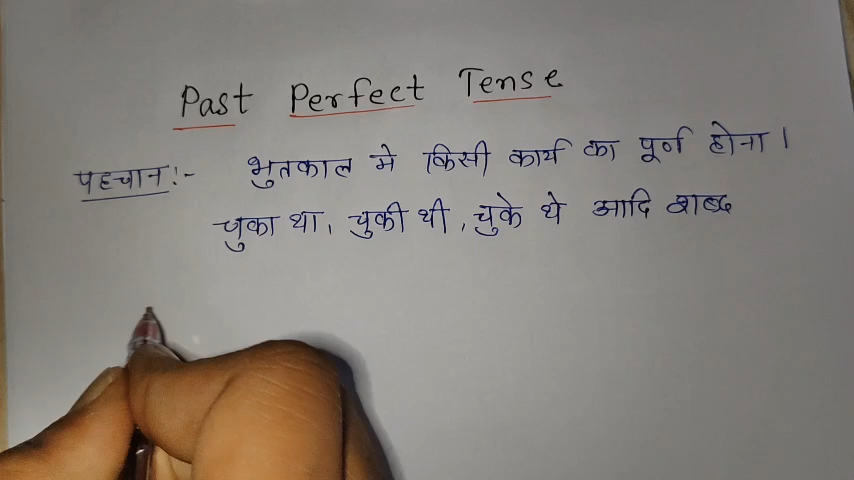 Past Perfect Tense
पहचान:- भुतकाल मे किसी कार्य का पूर्ण होना।
चुका था, चुकी थी, चुके थे आदि शब्द